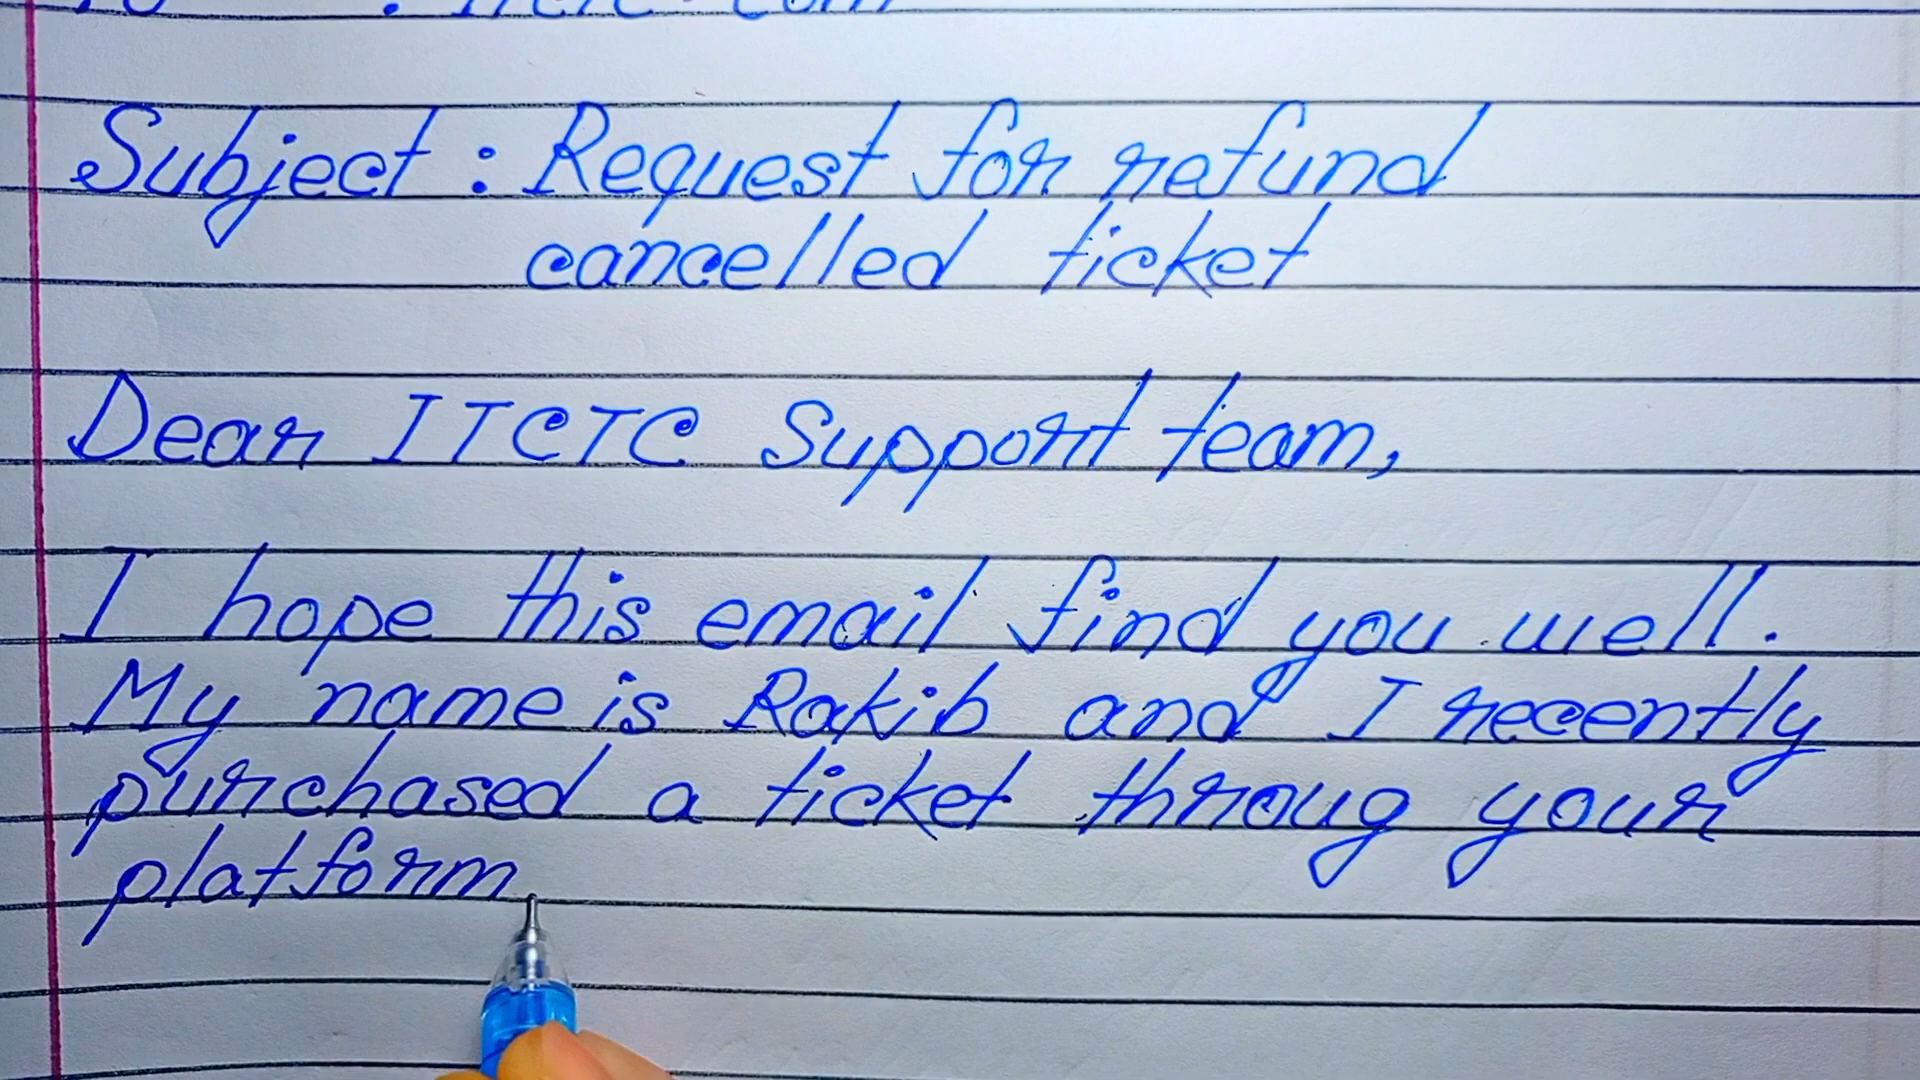 Subject : Request for refund
cancelled ticket
Dear ITCTC Support team,
I hope this email find you well.
My name is Rakib and I recently
purchased a ticket throug your
platform.